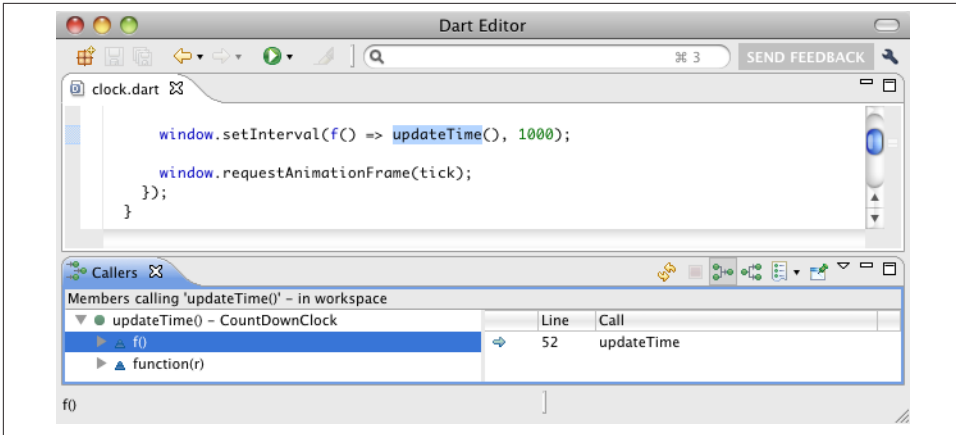 Dart Editor
⌘ 3 SEND FEEDBACK
clock.dart
window.setInterval(f() => updateTime(), 1000);
window.requestAnimationFrame(tick);
});
}
Callers
Members calling 'updateTime()' – in workspace
updateTime() – CountDownClock
Line Call
f()
52 updateTime
function(r)
f()